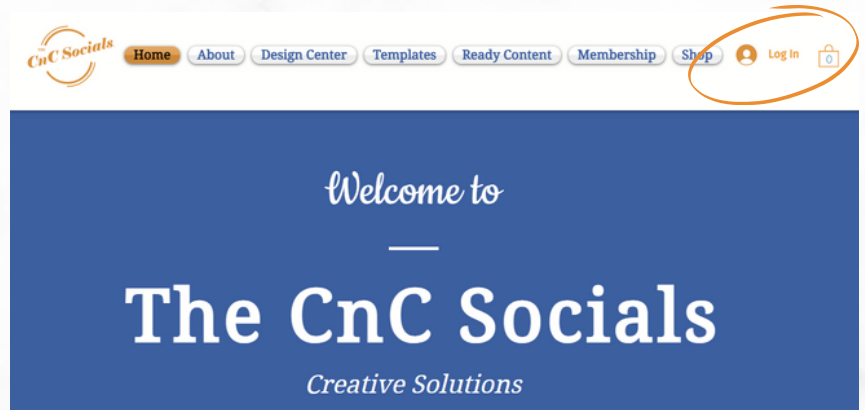 THE
CnC Socials
Home About Design Center Templates Ready Content Membership Shop Log In 0
Welcome to
The CnC Socials
Creative Solutions